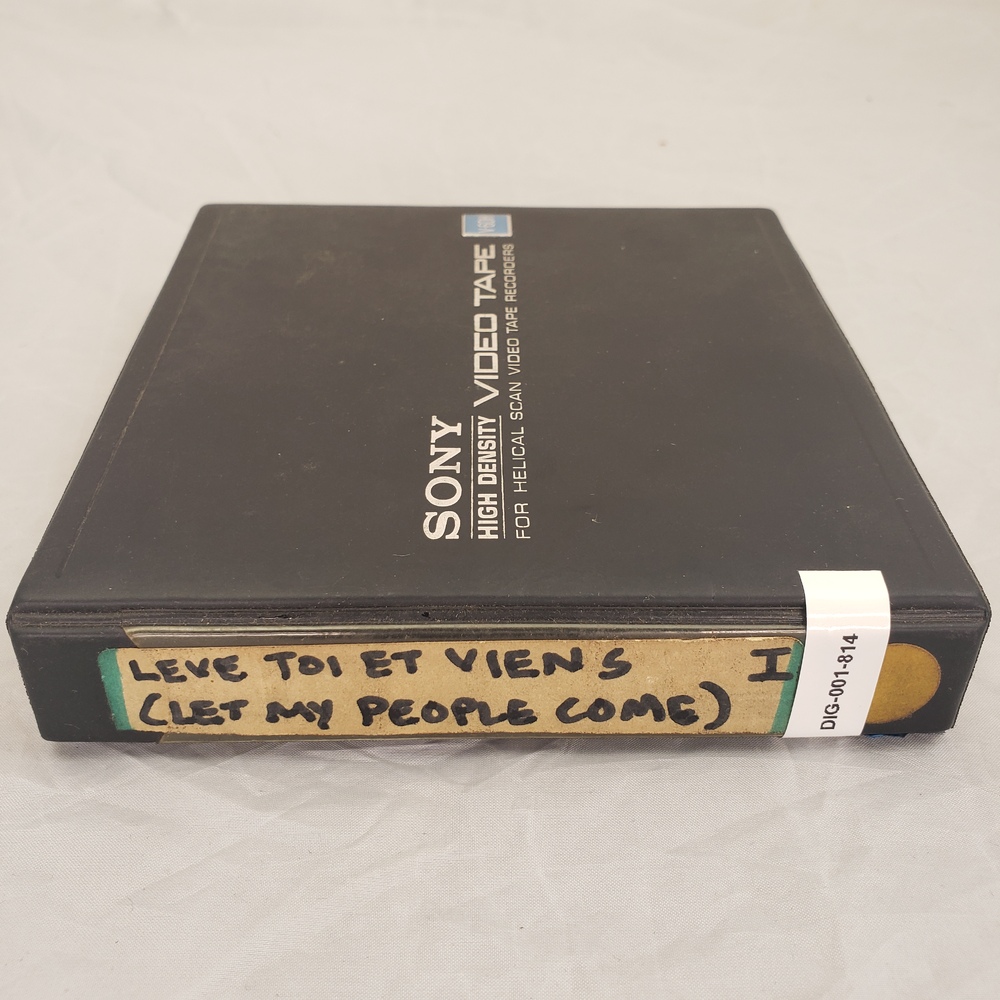 SONY
HIGH DENSITY VIDEO TAPE
FOR HELICAL SCAN VIDEO TAPE RECORDERS
V-60H
LEVE TOI ET VIENS I
(LET MY PEOPLE COME)
DIG-001-814